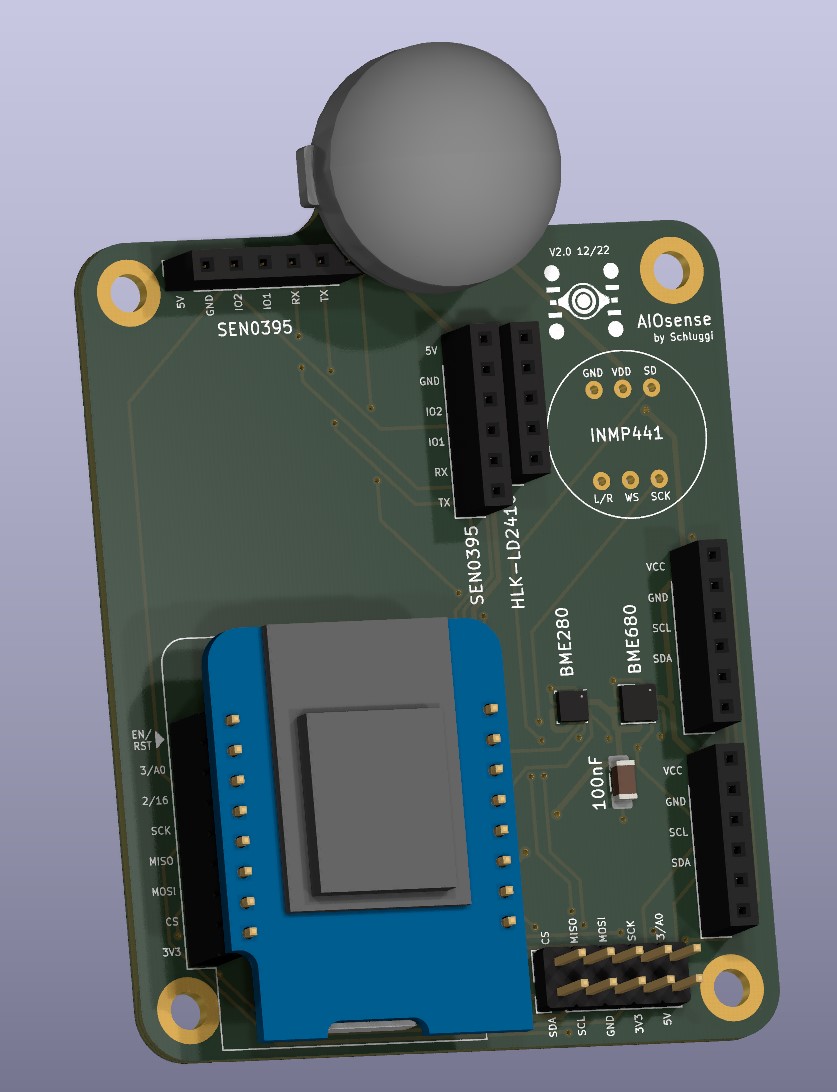 V2.0 12/22
AIOsense
by Schluggi
5V
GND
IO2
IO1
RX
TX
SEN0395
5V
GND
IO2
IO1
RX
TX
SEN0395
GND VDD SD
INMP441
L/R WS SCK
VCC
GND
SCL
SDA
BME280
BME680
EN/
RST
3/A0
2/16
SCK
MISO
MOSI
CS
3V3
100nF
VCC
GND
SCL
SDA
CS
MISO
MOSI
SCK
3/A0
SDA
SCL
GND
3V3
5V